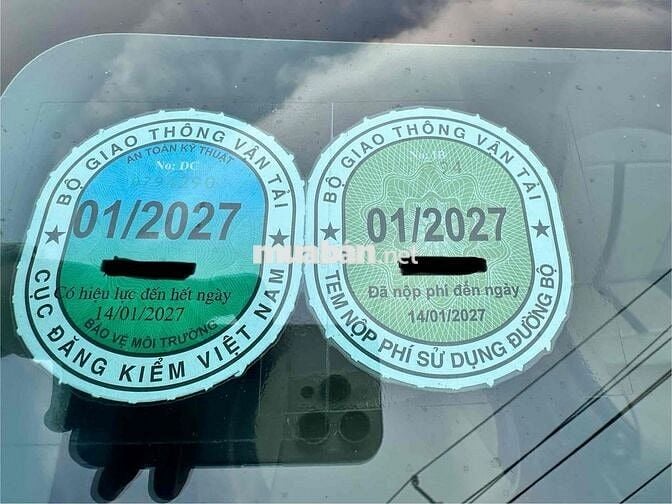 BỘ GIAO THÔNG VẬN TẢI
AN TOÀN KỸ THUẬT
No: DC
01/2027
Có hiệu lực đến hết ngày
14/01/2027
BẢO VỆ MÔI TRƯỜNG
CỤC ĐĂNG KIỂM VIỆT NAM
BỘ GIAO THÔNG VẬN TẢI
01/2027
Đã nộp phí đến ngày
14/01/2027
TEM NỘP PHÍ SỬ DỤNG ĐƯỜNG BỘ
muaban.net